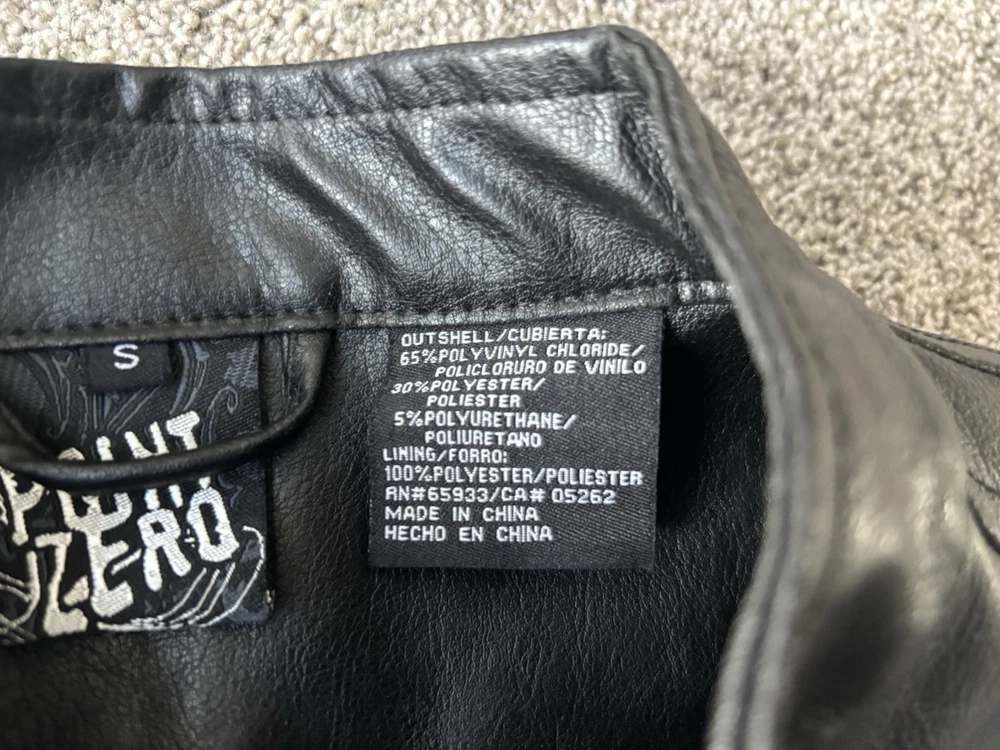 S
POINT
ZERO
OUTSHELL/CUBIERTA:
65%POLYVINYL CHLORIDE/
POLICLORURO DE VINILO
30%POLYESTER/
POLIESTER
5%POLYURETHANE/
POLIURETANO
LINING/FORRO:
100%POLYESTER/POLIESTER
RN#65933/CA# 05262
MADE IN CHINA
HECHO EN CHINA